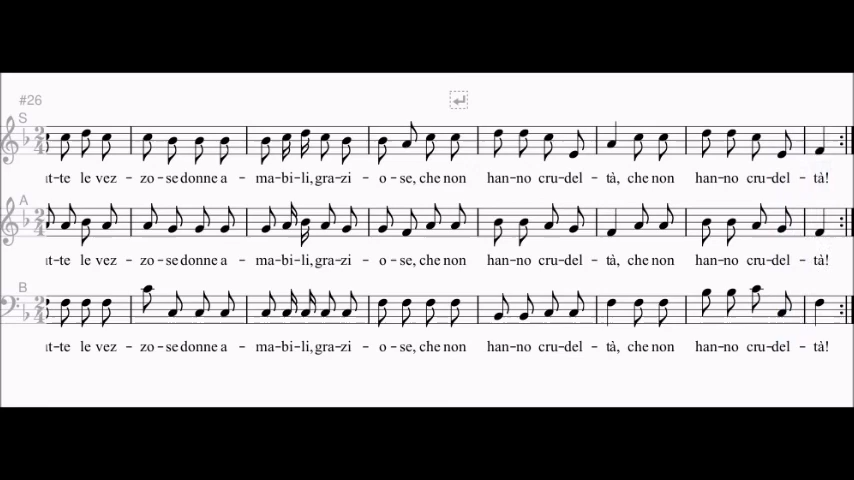 #26
S
ut-te le vez - zo - se donne a - ma-bi-li, gra-zi - o - se, che non han-no cru-del - tà, che non han-no cru-del - tà!
A
ut-te le vez - zo - se donne a - ma-bi-li, gra-zi - o - se, che non han-no cru-del - tà, che non han-no cru-del - tà!
B
ut-te le vez - zo - se donne a - ma-bi-li, gra-zi - o - se, che non han-no cru-del - tà, che non han-no cru-del - tà!